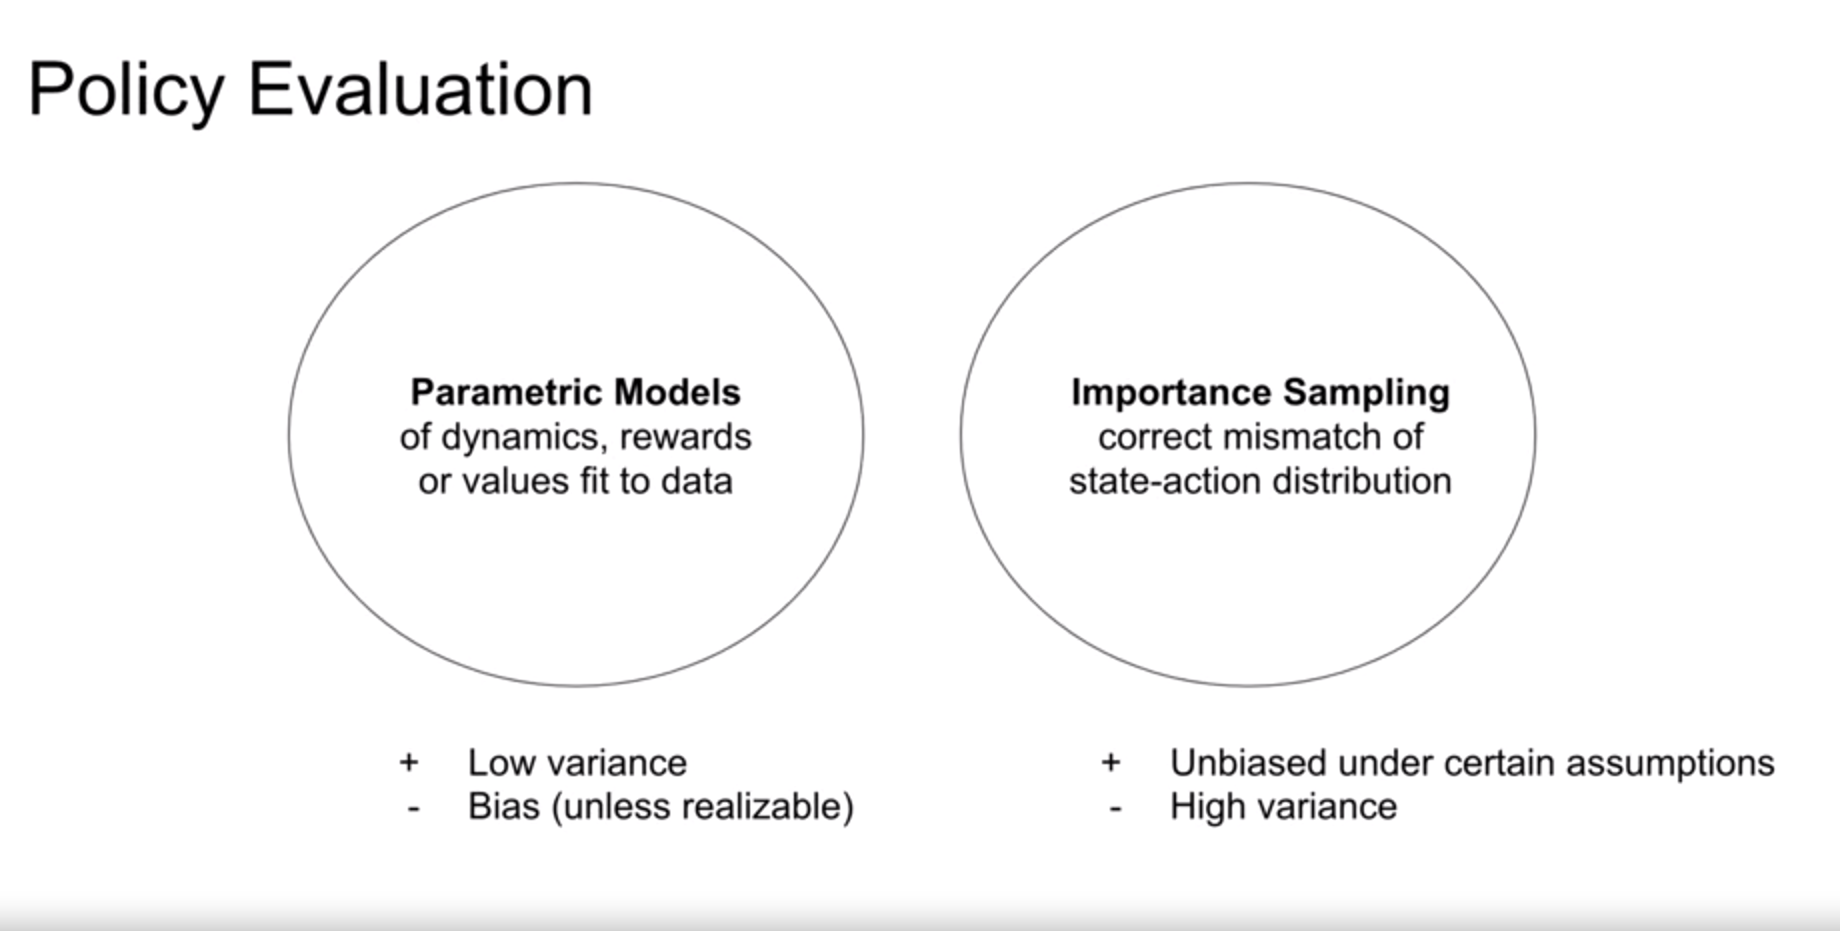 Policy Evaluation
Parametric Models
of dynamics, rewards
or values fit to data
Importance Sampling
correct mismatch of
state-action distribution
+ Low variance
- Bias (unless realizable)
+ Unbiased under certain assumptions
- High variance